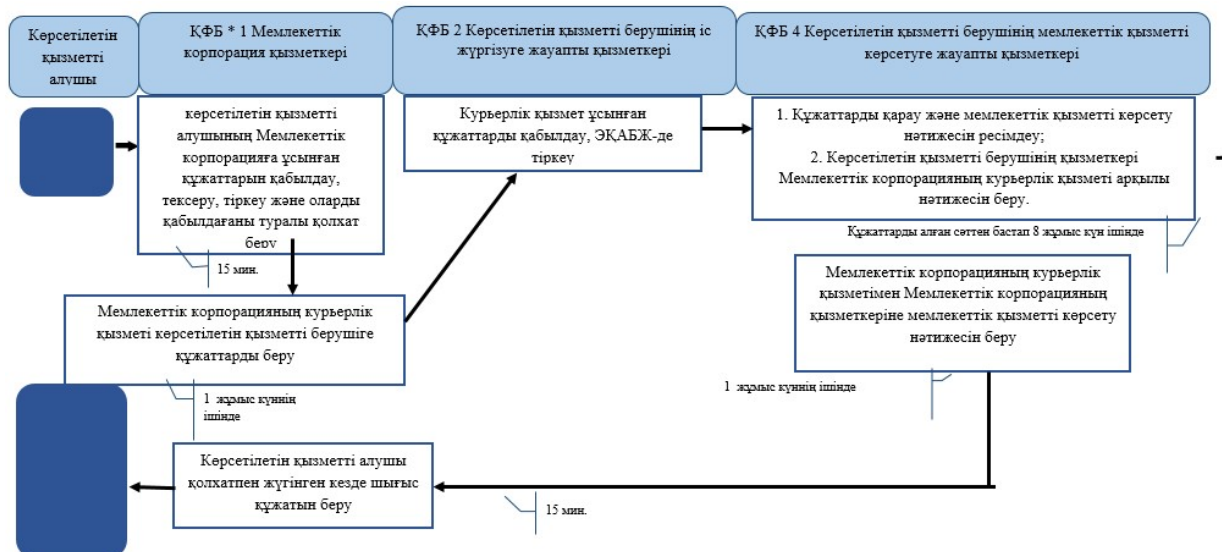 Көрсетілетін
қызметті
алушы
ҚФБ * 1 Мемлекеттік
корпорация қызметкері
ҚФБ 2 Көрсетілетін қызметті берушінің іс
жүргізуге жауапты қызметкері
ҚФБ 4 Көрсетілетін қызметті берушінің мемлекеттік қызметті
көрсетуге жауапты қызметкері
көрсетілетін қызметті
алушының Мемлекеттік
корпорацияға ұсынған
құжаттарын қабылдау,
тексеру, тіркеу және оларды
қабылдағаны туралы қолхат
беру
15 мин.
Курьерлік қызмет ұсынған
құжаттарды қабылдау, ЭҚАБЖ-де
тіркеу
1. Құжаттарды қарау және мемлекеттік қызметті көрсету
нәтижесін ресімдеу;
2. Көрсетілетін қызметті берушінің қызметкері
Мемлекеттік корпорацияның курьерлік қызметі арқылы
нәтижесін беру.
Құжаттарды алған сәттен бастап 8 жұмыс күн ішінде
Мемлекеттік корпорацияның курьерлік
қызметі көрсетілетін қызметті берушіге
құжаттарды беру
1 жұмыс күннің
ішінде
Мемлекеттік корпорацияның курьерлік
қызметімен Мемлекеттік корпорацияның
қызметкеріне мемлекеттік қызметті көрсету
нәтижесін беру
1 жұмыс күннің ішінде
Көрсетілетін қызметті алушы
қолхатпен жүгінген кезде шығыс
құжатын беру
15 мин.